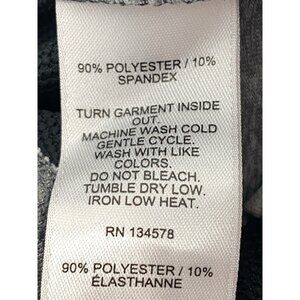 90% POLYESTER / 10%
SPANDEX
TURN GARMENT INSIDE
OUT.
MACHINE WASH COLD
GENTLE CYCLE.
WASH WITH LIKE
COLORS.
DO NOT BLEACH.
TUMBLE DRY LOW.
IRON LOW HEAT.
RN 134578
90% POLYESTER / 10%
ÉLASTHANNE